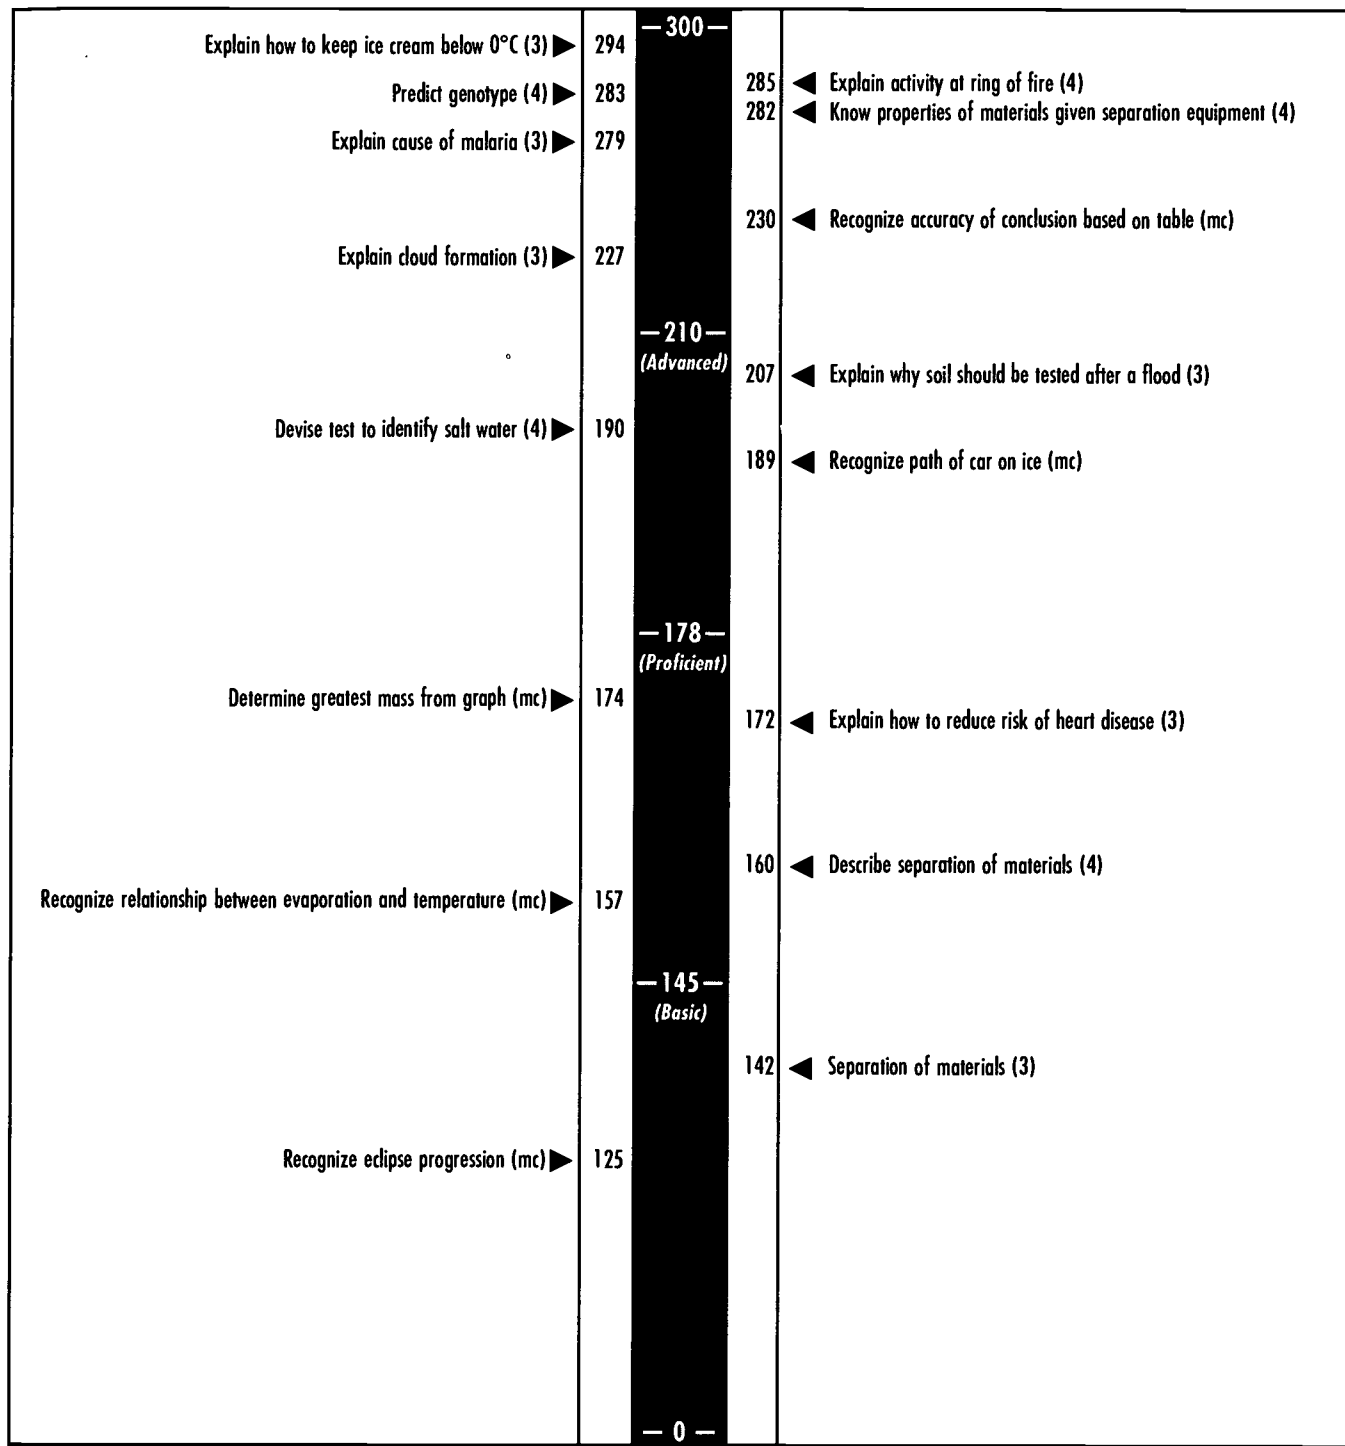 — 300 —
Explain how to keep ice cream below 0°C (3) ▶ 294
285 ◀ Explain activity at ring of fire (4)
Predict genotype (4) ▶ 283
282 ◀ Know properties of materials given separation equipment (4)
Explain cause of malaria (3) ▶ 279
230 ◀ Recognize accuracy of conclusion based on table (mc)
Explain cloud formation (3) ▶ 227
— 210 —
(Advanced)
207 ◀ Explain why soil should be tested after a flood (3)
Devise test to identify salt water (4) ▶ 190
189 ◀ Recognize path of car on ice (mc)
— 178 —
(Proficient)
Determine greatest mass from graph (mc) ▶ 174
172 ◀ Explain how to reduce risk of heart disease (3)
160 ◀ Describe separation of materials (4)
Recognize relationship between evaporation and temperature (mc) ▶ 157
— 145 —
(Basic)
142 ◀ Separation of materials (3)
Recognize eclipse progression (mc) ▶ 125
— 0 —